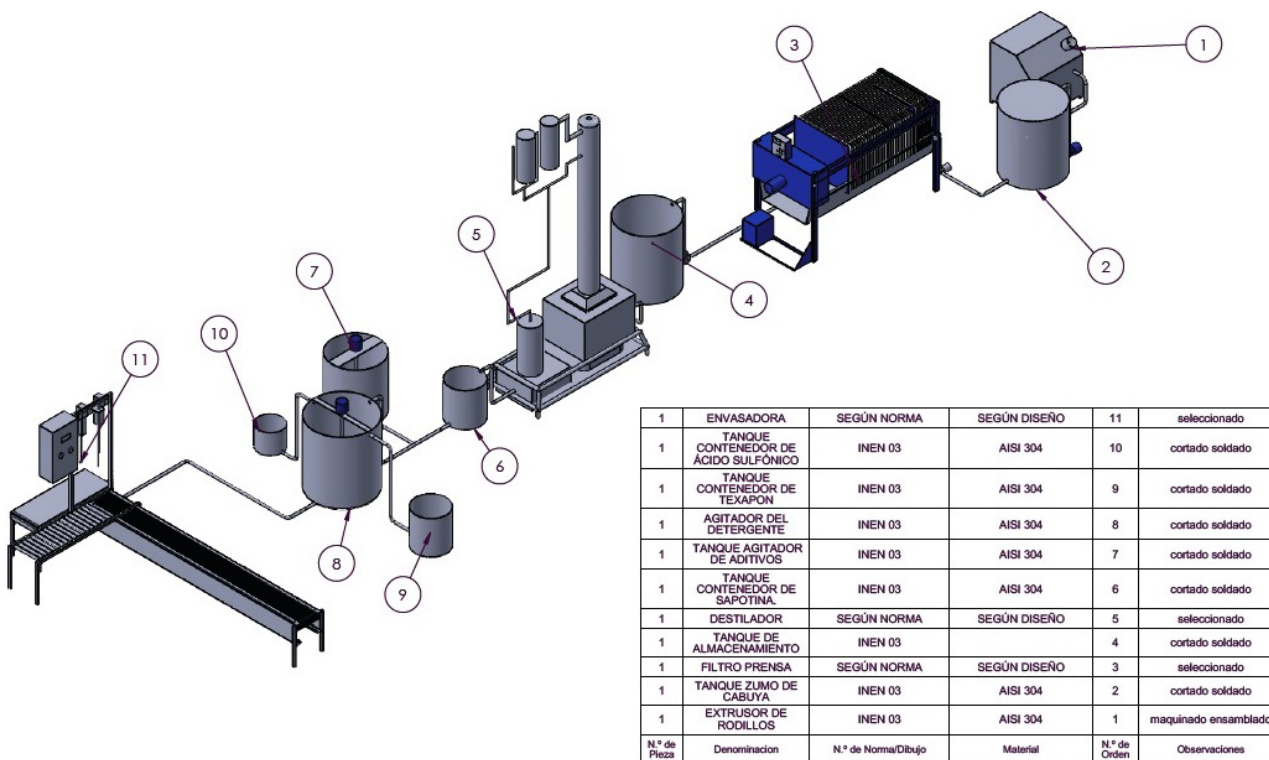 1
3
2
4
5
7
10
11
6
8
9
1 ENVASADORA SEGÚN NORMA SEGÚN DISEÑO 11 seleccionado
1 TANQUE CONTENEDOR DE ÁCIDO SULFÓNICO INEN 03 AISI 304 10 cortado soldado
1 TANQUE CONTENEDOR DE TEXAPON INEN 03 AISI 304 9 cortado soldado
1 AGITADOR DEL DETERGENTE INEN 03 AISI 304 8 cortado soldado
1 TANQUE AGITADOR DE ADITIVOS INEN 03 AISI 304 7 cortado soldado
1 TANQUE CONTENEDOR DE SAPOTINA. INEN 03 AISI 304 6 cortado soldado
1 DESTILADOR SEGÚN NORMA SEGÚN DISEÑO 5 seleccionado
1 TANQUE DE ALMACENAMIENTO INEN 03 4 cortado soldado
1 FILTRO PRENSA SEGÚN NORMA SEGÚN DISEÑO 3 seleccionado
1 TANQUE ZUMO DE CABUYA INEN 03 AISI 304 2 cortado soldado
1 EXTRUSOR DE RODILLOS INEN 03 AISI 304 1 maquinado ensamblado
N.º de Pieza Denominacion N.º de Norma/Dibujo Material N.º de Orden Observaciones